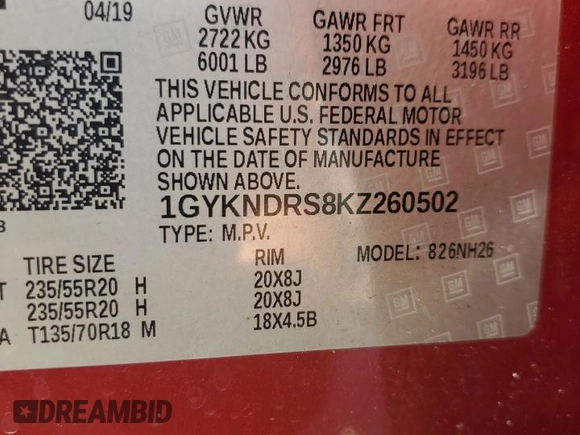 04/19
GVWR GAWR FRT GAWR RR
2722 KG 1350 KG 1450 KG
6001 LB 2976 LB 3196 LB
THIS VEHICLE CONFORMS TO ALL
APPLICABLE U.S. FEDERAL MOTOR
VEHICLE SAFETY STANDARDS IN EFFECT
ON THE DATE OF MANUFACTURE
SHOWN ABOVE.
1GYKNDRS8KZ260502
TYPE: M.P.V. MODEL: 826NH26
TIRE SIZE RIM
T 235/55R20 H 20X8J
235/55R20 H 20X8J
A T135/70R18 M 18X4.5B
GM
DREAMBID